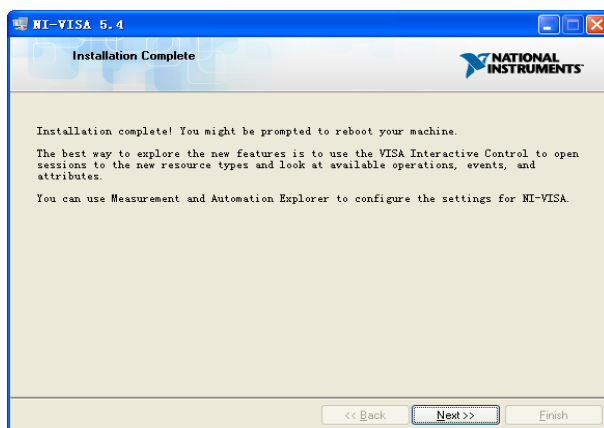 NI-VISA 5.4
Installation Complete
NATIONAL
INSTRUMENTS™
Installation complete! You might be prompted to reboot your machine.
The best way to explore the new features is to use the VISA Interactive Control to open
sessions to the new resource types and look at available operations, events, and
attributes.
You can use Measurement and Automation Explorer to configure the settings for NI-VISA.
<< Back
Next >>
Finish